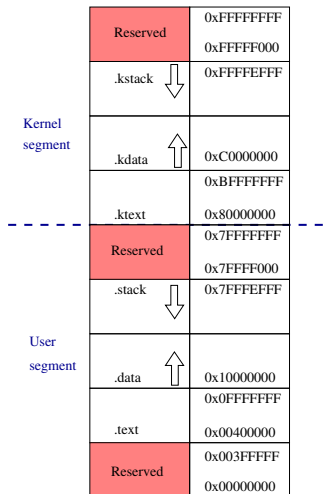 Reserved
0xFFFFFFFF
0xFFFFF000
.kstack
0xFFFFEFFF
Kernel
segment
.kdata
0xC0000000
0xBFFFFFFF
.ktext
0x80000000
Reserved
0x7FFFFFFF
0x7FFFF000
.stack
0x7FFFEFFF
User
segment
.data
0x10000000
0x0FFFFFFF
.text
0x00400000
Reserved
0x003FFFFF
0x00000000